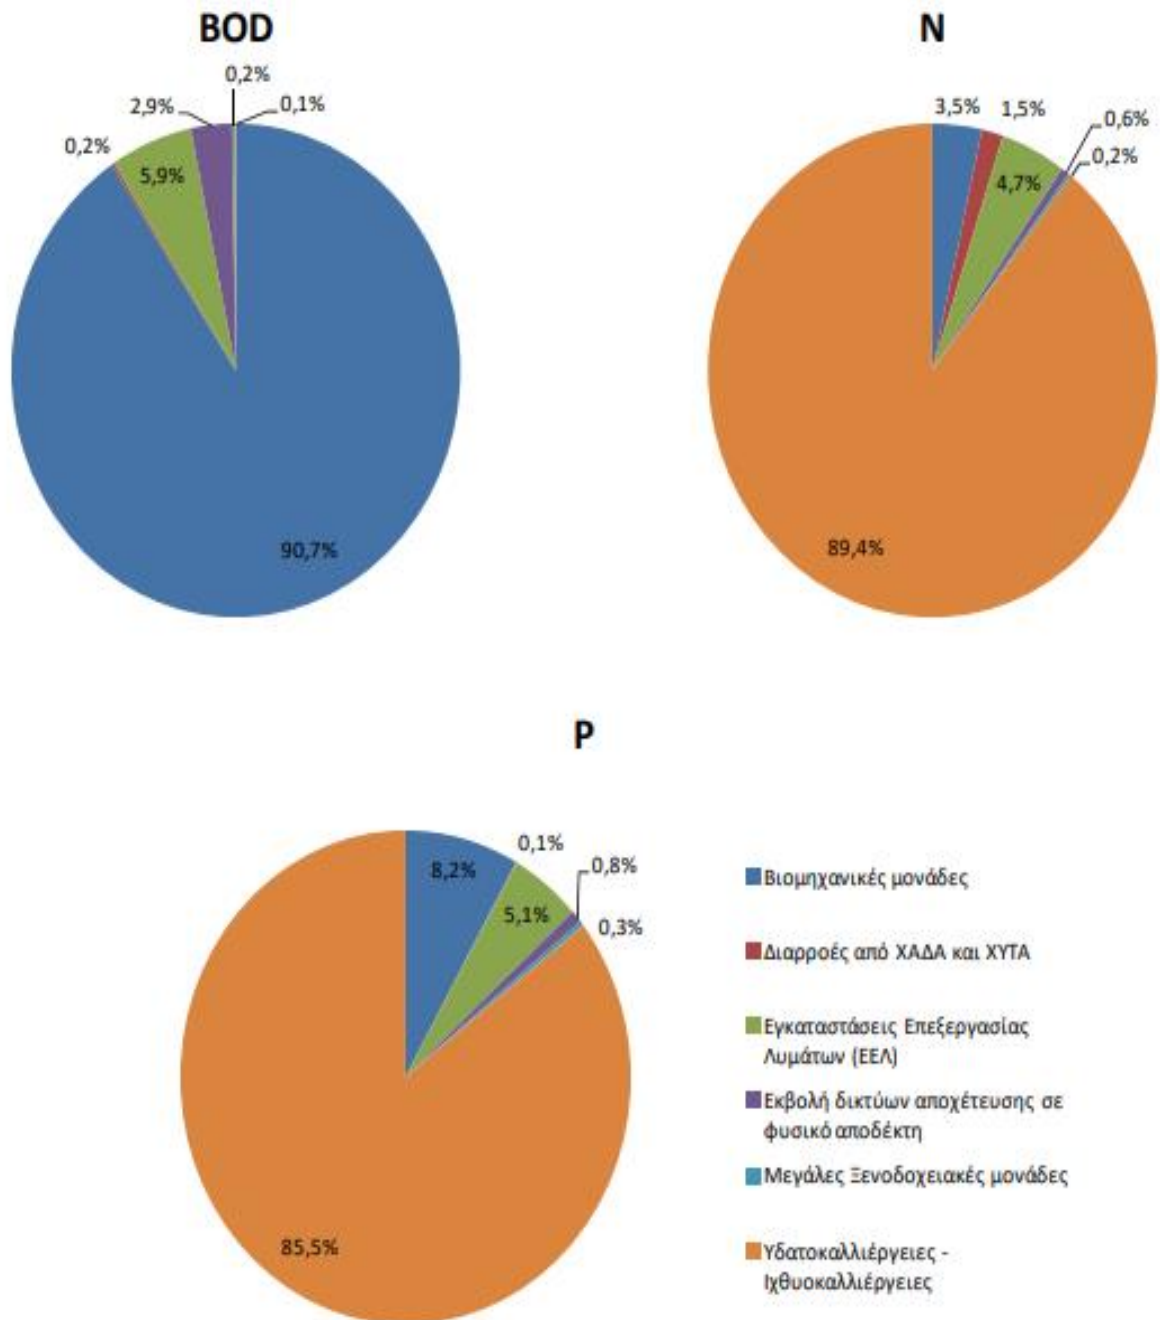 BOD
0,2%
0,1%
2,9%
0,2%
5,9%
90,7%
N
3,5%
1,5%
0,6%
0,2%
4,7%
89,4%
P
8,2%
0,1%
0,8%
5,1%
0,3%
85,5%
Βιομηχανικές μονάδες
Διαρροές από ΧΑΔΑ και ΧΥΤΑ
Εγκαταστάσεις Επεξεργασίας
Λυμάτων (ΕΕΛ)
Εκβολή δικτύων αποχέτευσης σε
φυσικό αποδέκτη
Μεγάλες Ξενοδοχειακές μονάδες
Υδατοκαλλιέργειες -
Ιχθυοκαλλιέργειες